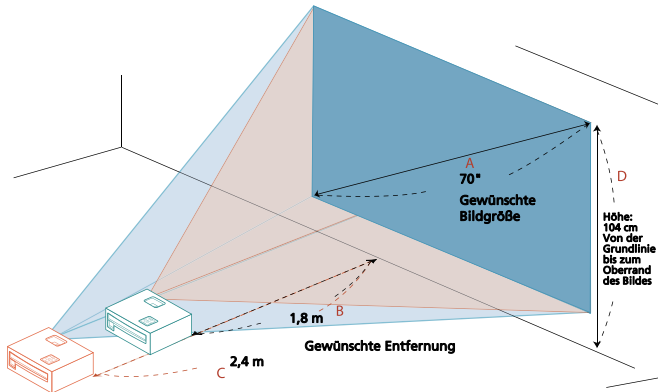 A
70"
Gewünschte
Bildgröße
D
Höhe:
104 cm
Von der
Grundlinie
bis zum
Oberrand
des Bildes
1,8 m
B
Gewünschte Entfernung
2,4 m
C